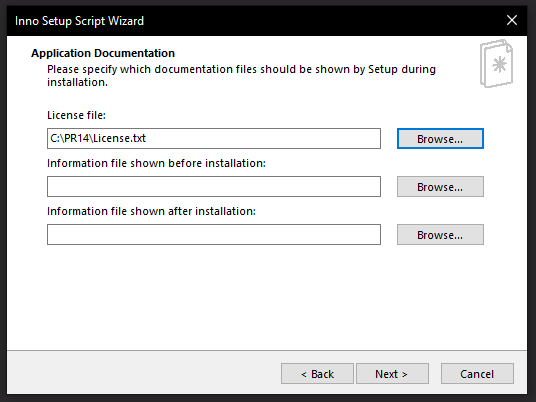 Inno Setup Script Wizard
Application Documentation
Please specify which documentation files should be shown by Setup during
installation.
License file:
C:\PR14\License.txt
Browse...
Information file shown before installation:
Browse...
Information file shown after installation:
Browse...
< Back
Next >
Cancel